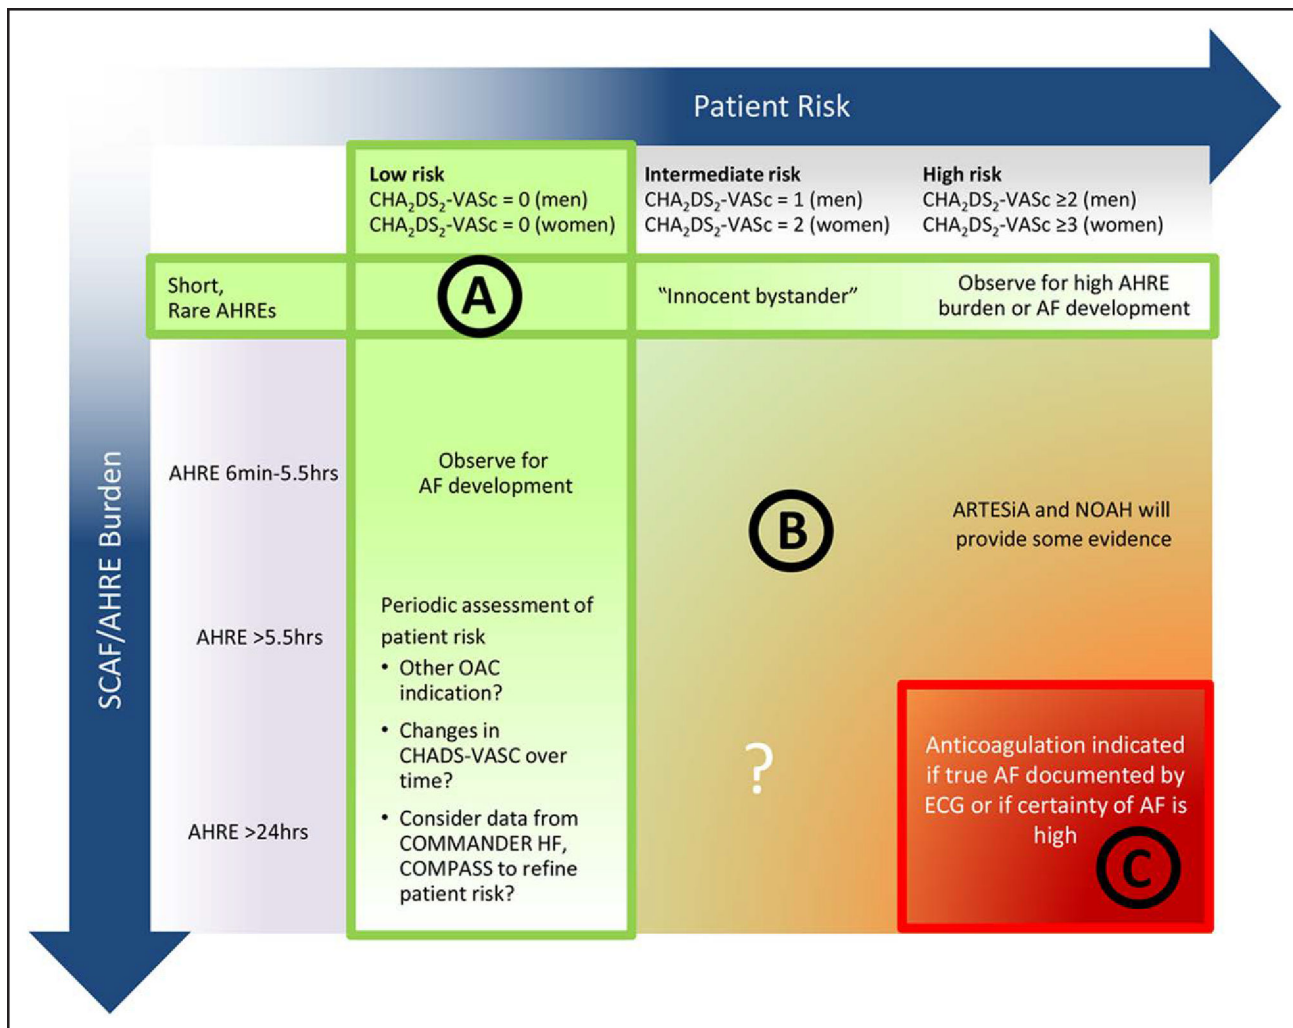 Patient Risk
SCAF/AHRE Burden
Low risk
CHA₂DS₂-VASc = 0 (men)
CHA₂DS₂-VASc = 0 (women)
Intermediate risk
CHA₂DS₂-VASc = 1 (men)
CHA₂DS₂-VASc = 2 (women)
High risk
CHA₂DS₂-VASc ≥2 (men)
CHA₂DS₂-VASc ≥3 (women)
Short,
Rare AHREs
A
"Innocent bystander"
Observe for high AHRE
burden or AF development
AHRE 6min-5.5hrs
Observe for
AF development
B
ARTESiA and NOAH will
provide some evidence
AHRE >5.5hrs
Periodic assessment of
patient risk
• Other OAC
indication?
• Changes in
CHADS-VASC over
time?
• Consider data from
COMMANDER HF,
COMPASS to refine
patient risk?
AHRE >24hrs
?
Anticoagulation indicated
if true AF documented by
ECG or if certainty of AF is
high
C